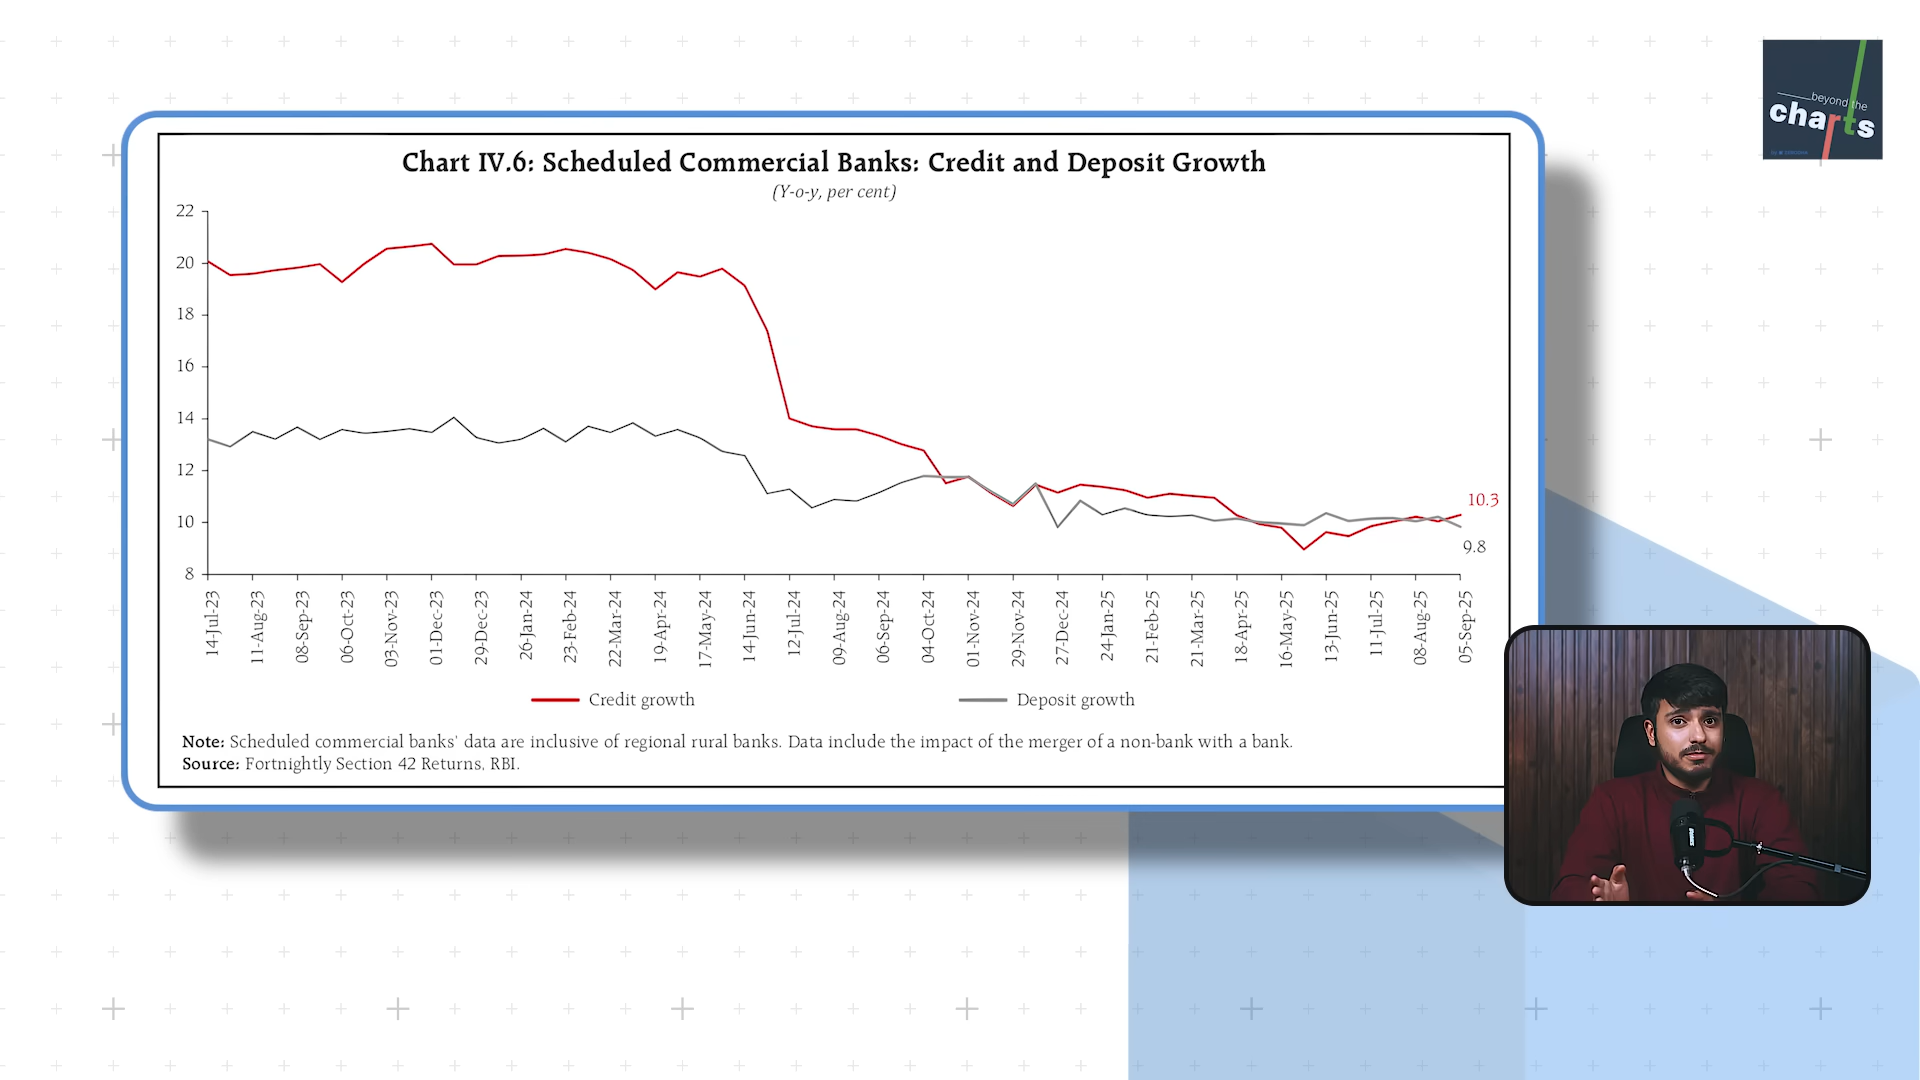 beyond the
charts
Chart IV.6: Scheduled Commercial Banks: Credit and Deposit Growth
(Y-o-y, per cent)
22
20
18
16
14
12
10
8
10.3
9.8
14-Jul-23
11-Aug-23
08-Sep-23
06-Oct-23
03-Nov-23
01-Dec-23
29-Dec-23
26-Jan-24
23-Feb-24
22-Mar-24
19-Apr-24
17-May-24
14-Jun-24
12-Jul-24
09-Aug-24
06-Sep-24
04-Oct-24
01-Nov-24
29-Nov-24
27-Dec-24
24-Jan-25
21-Feb-25
21-Mar-25
18-Apr-25
16-May-25
13-Jun-25
11-Jul-25
08-Aug-25
05-Sep-25
Credit growth
Deposit growth
Note: Scheduled commercial banks' data are inclusive of regional rural banks. Data include the impact of the merger of a non-bank with a bank.
Source: Fortnightly Section 42 Returns, RBI.